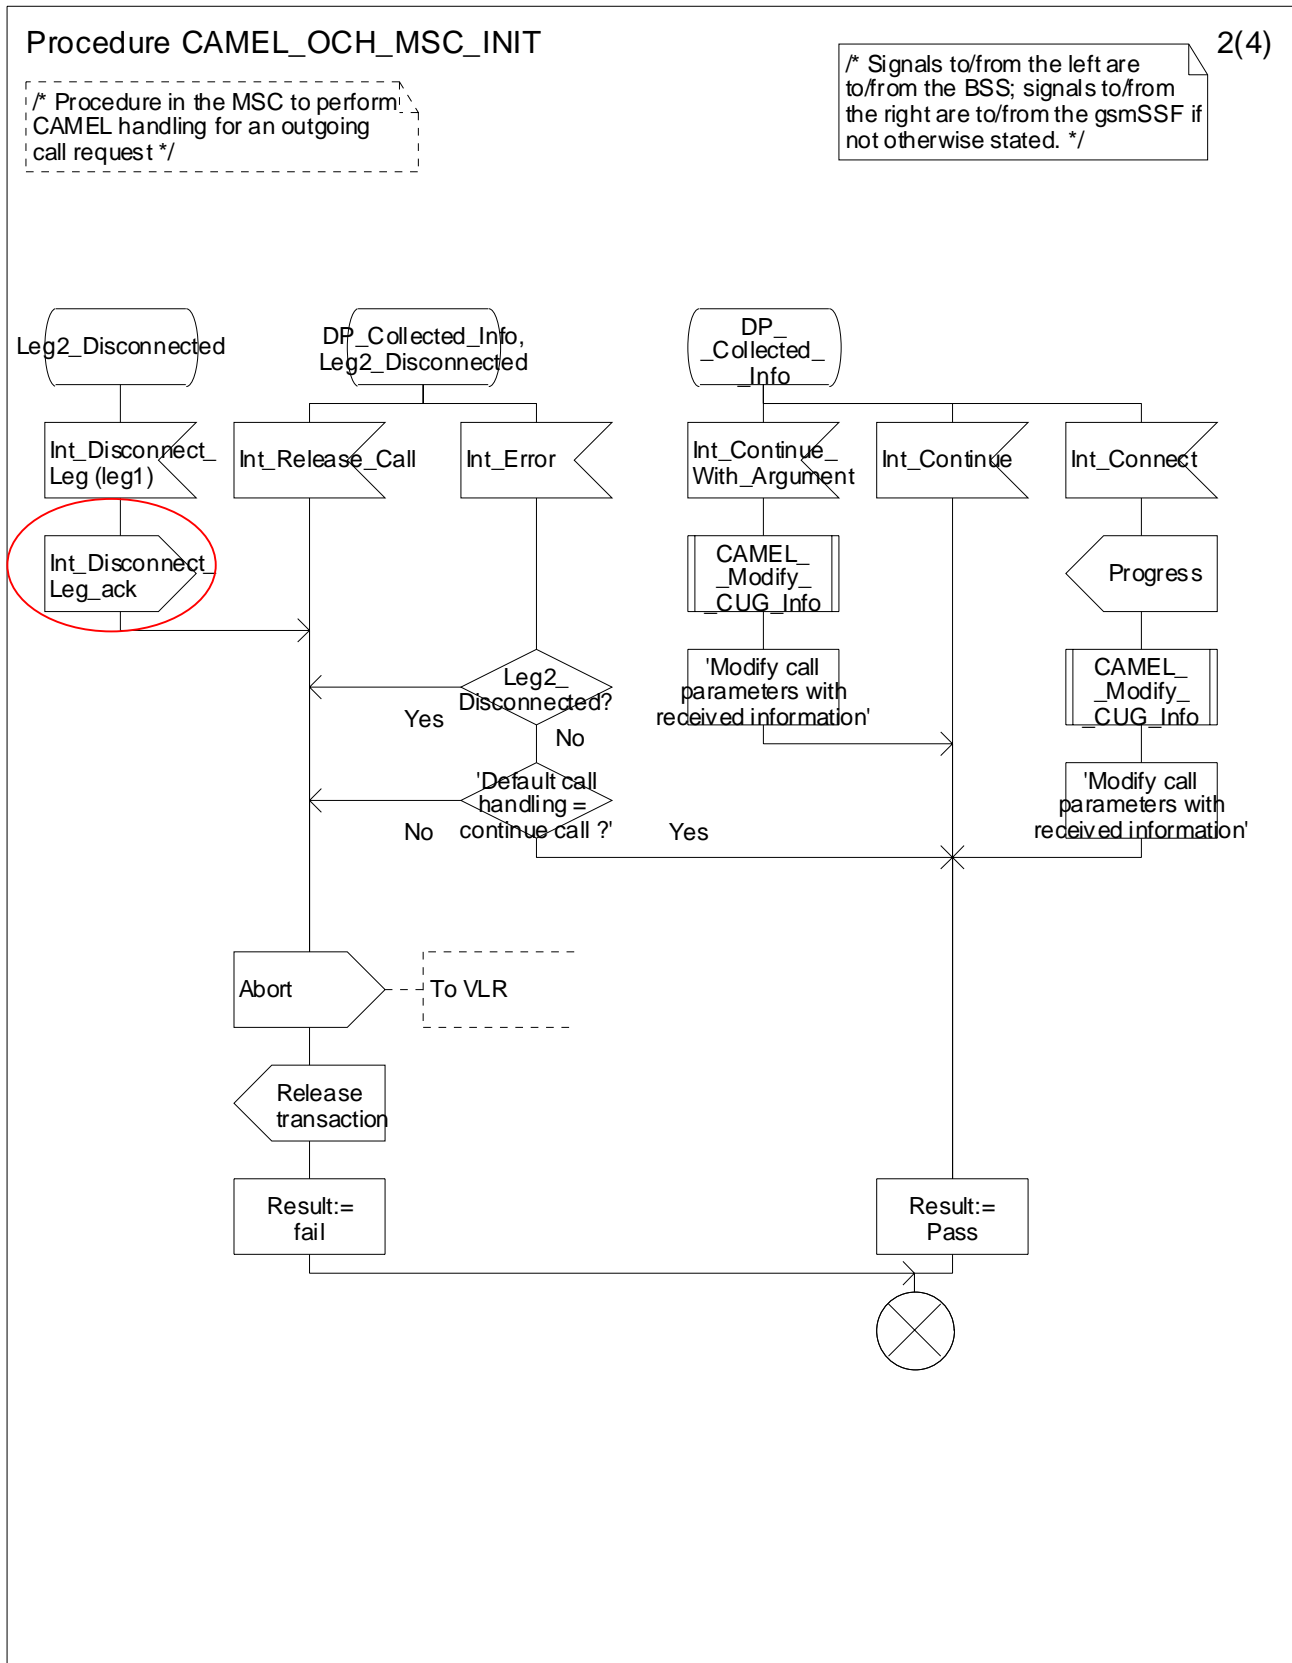 Procedure CAMEL_OCH_MSC_INIT
2(4)
/* Procedure in the MSC to perform
CAMEL handling for an outgoing
call request */
/* Signals to/from the left are
to/from the BSS; signals to/from
the right are to/from the gsmSSF if
not otherwise stated. */
Leg2_Disconnected
DP_Collected_Info,
Leg2_Disconnected
DP_
_Collected_
_Info
Int_Disconnect_
Leg (leg1)
Int_Release_Call
Int_Error
Int_Continue_
With_Argument
Int_Continue
Int_Connect
Int_Disconnect_
Leg_ack
CAMEL_
_Modify_
_CUG_Info
Progress
Leg2_
Disconnected?
Yes
No
'Modify call
parameters with
received information'
CAMEL_
_Modify_
_CUG_Info
'Default call
handling =
continue call ?'
No
Yes
'Modify call
parameters with
received information'
Abort
To VLR
Release
transaction
Result:=
fail
Result:=
Pass